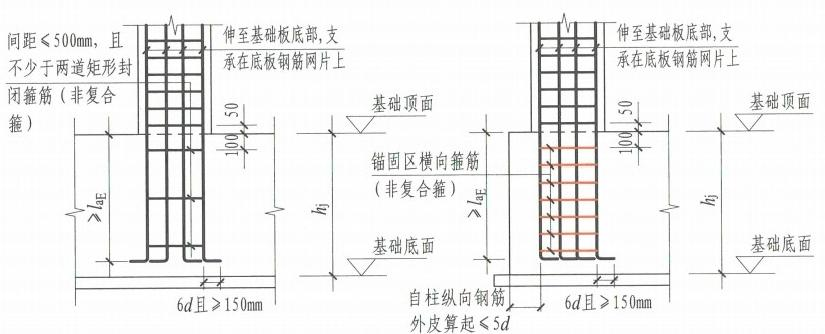 间距≤500mm，且
不少于两道矩形封
闭箍筋（非复合
箍）
伸至基础板底部,支
承在底板钢筋网片上
50
100
基础顶面
≥laE
hj
基础底面
6d且≥150mm
伸至基础板底部,支
承在底板钢筋网片上
50
100
基础顶面
锚固区横向箍筋
（非复合箍）
≥laE
hj
基础底面
自柱纵向钢筋
外皮算起≤5d
6d且≥150mm